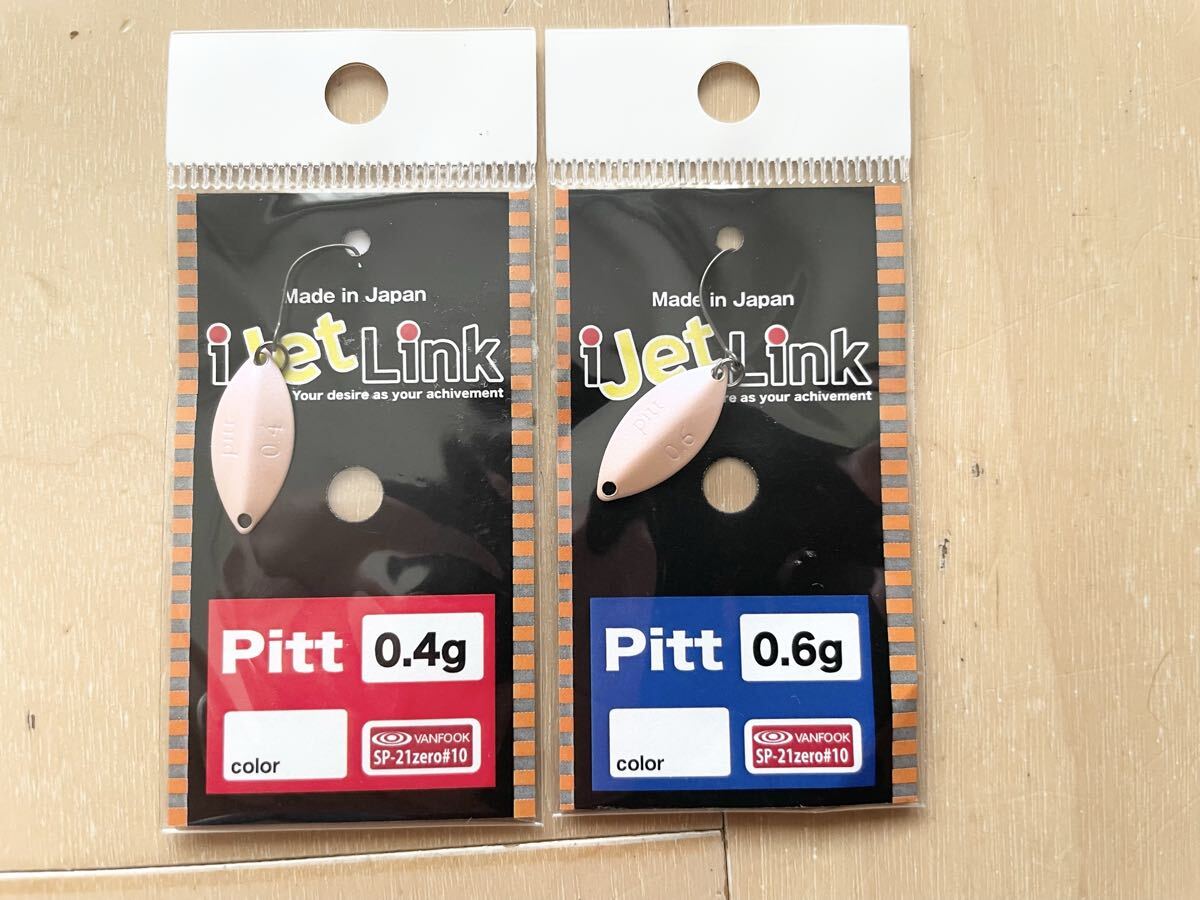 Made in Japan
iJetLink
Your desire as your achivement
pitt
0.4
Pitt 0.4g
color
VANFOOK
SP-21zero#10
Made in Japan
iJetLink
re as your achivement
pitt
0.6
Pitt 0.6g
color
VANFOOK
SP-21zero#10